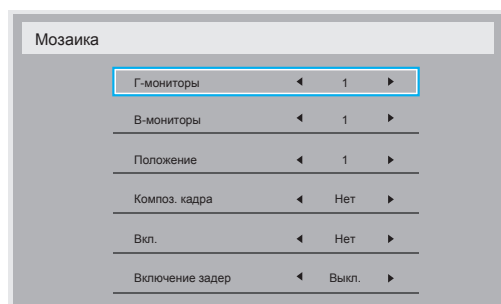 Мозаика
Г-мониторы 1
В-мониторы 1
Положение 1
Композ. кадра Нет
Вкл. Нет
Включение задер Выкл.